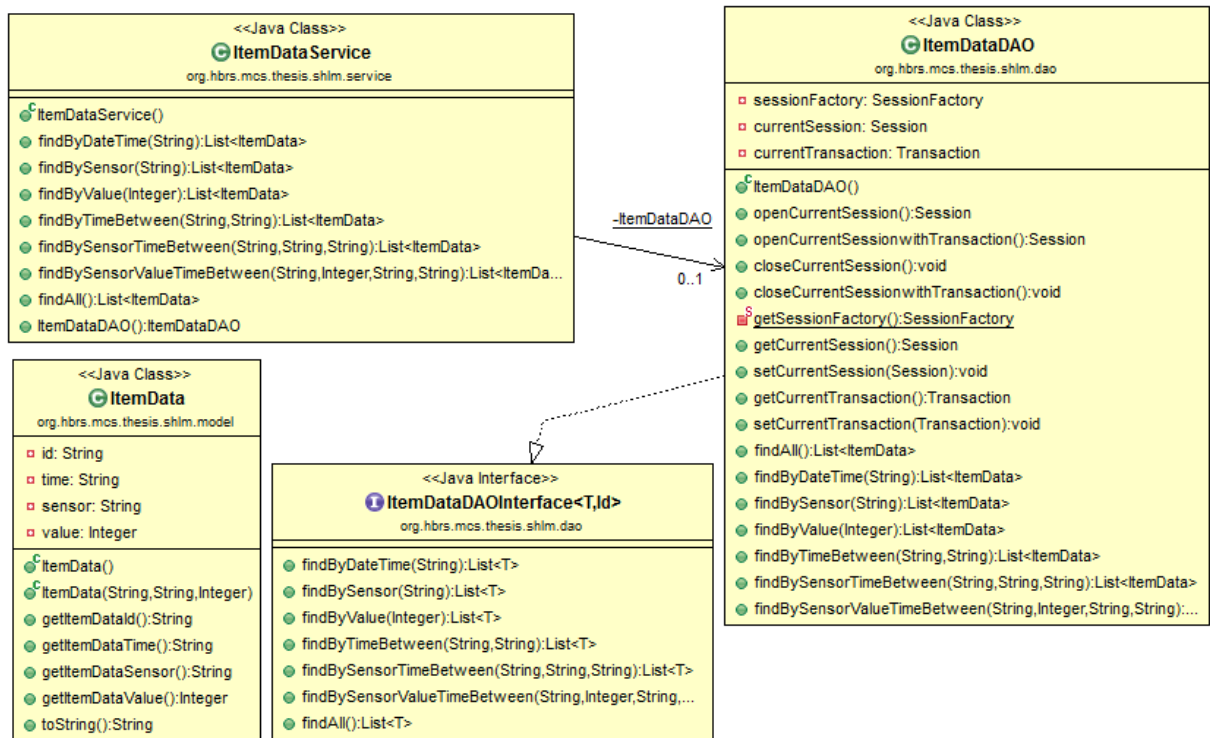 <<Java Class>>
ItemDataService
org.hbrs.mcs.thesis.shlm.service
ItemDataService()
findByDateTime(String):List<ItemData>
findBySensor(String):List<ItemData>
findByValue(Integer):List<ItemData>
findByTimeBetween(String,String):List<ItemData>
findBySensorTimeBetween(String,String,String):List<ItemData>
findBySensorValueTimeBetween(String,Integer,String,String):List<ItemDa...
findAll():List<ItemData>
ItemDataDAO():ItemDataDAO
-ItemDataDAO
0..1
<<Java Class>>
ItemDataDAO
org.hbrs.mcs.thesis.shlm.dao
sessionFactory: SessionFactory
currentSession: Session
currentTransaction: Transaction
ItemDataDAO()
openCurrentSession():Session
openCurrentSessionwithTransaction():Session
closeCurrentSession():void
closeCurrentSessionwithTransaction():void
getSessionFactory():SessionFactory
getCurrentSession():Session
setCurrentSession(Session):void
getCurrentTransaction():Transaction
setCurrentTransaction(Transaction):void
findAll():List<ItemData>
findByDateTime(String):List<ItemData>
findBySensor(String):List<ItemData>
findByValue(Integer):List<ItemData>
findByTimeBetween(String,String):List<ItemData>
findBySensorTimeBetween(String,String,String):List<ItemData>
findBySensorValueTimeBetween(String,Integer,String,String):...
<<Java Class>>
ItemData
org.hbrs.mcs.thesis.shlm.model
id: String
time: String
sensor: String
value: Integer
ItemData()
ItemData(String,String,Integer)
getItemDataId():String
getItemDataTime():String
getItemDataSensor():String
getItemDataValue():Integer
toString():String
<<Java Interface>>
ItemDataDAOInterface<T,Id>
org.hbrs.mcs.thesis.shlm.dao
findByDateTime(String):List<T>
findBySensor(String):List<T>
findByValue(Integer):List<T>
findByTimeBetween(String,String):List<T>
findBySensorTimeBetween(String,String,String):List<T>
findBySensorValueTimeBetween(String,Integer,String,...
findAll():List<T>